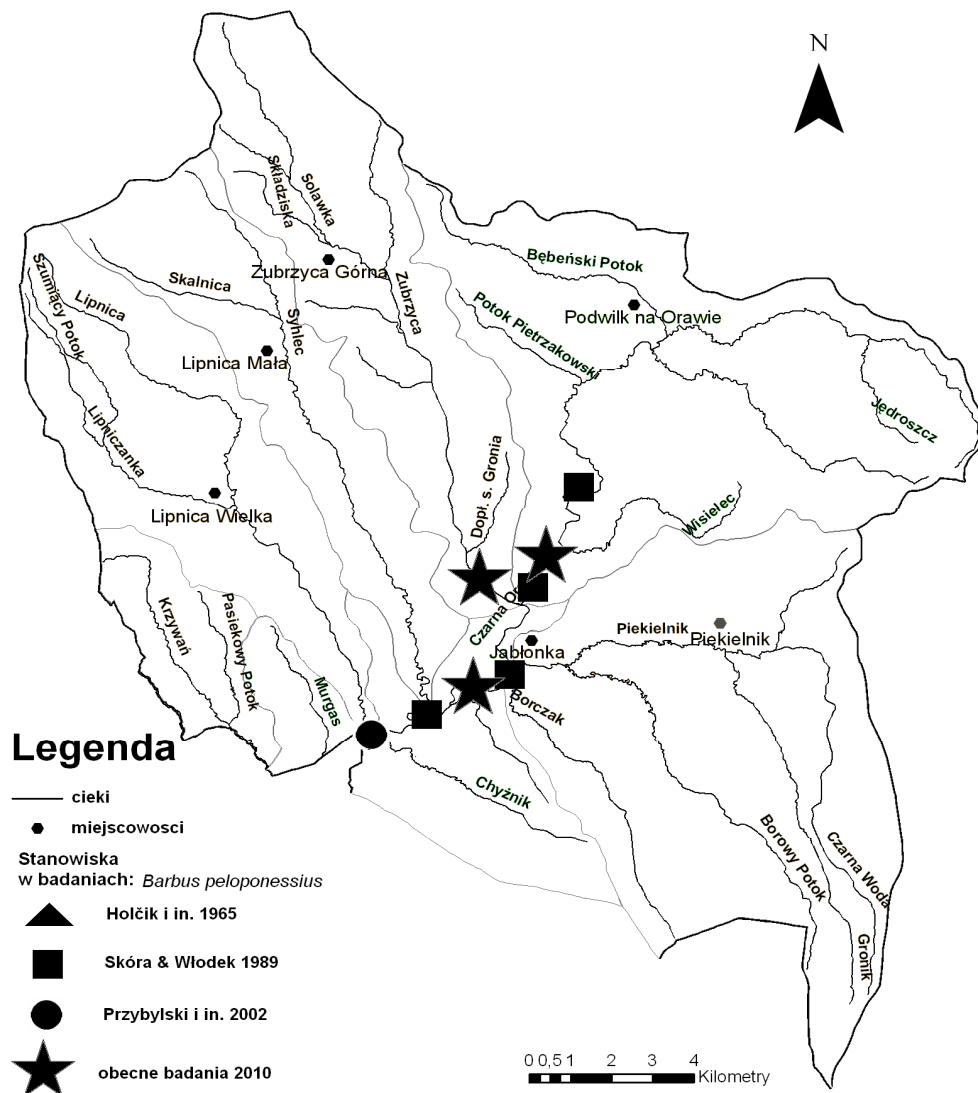 N
Składziska
Solawka
Zubrzyca Górna
Bębeński Potok
Podwilk na Orawie
Potok Pietrzakowski
Zubrzyca
Syhlec
Skalnica
Szumiący Potok
Lipnica
Lipnica Mała
Jędroszcz
Lipniczanka
Lipnica Wielka
Dopł. s. Gronia
Wisielec
Krzywań
Pasiekowy Potok
Murgas
Czarna Or
Jabłonka
Piekielnik
Piekielnik
Borczak
Chyżnik
Borowy Potok
Czarna Woda
Gronik
Legenda
cieki
miejscowosci
Stanowiska
w badaniach: Barbus peloponessius
Holčik i in. 1965
Skóra & Włodek 1989
Przybylski i in. 2002
obecne badania 2010
0 0,5 1 2 3 4
Kilometry